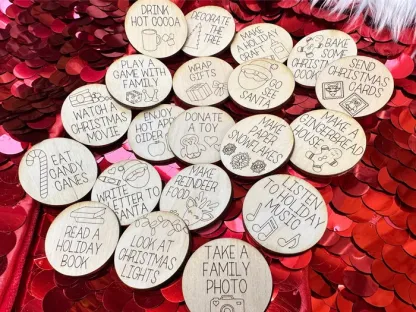 DRINK
HOT COCOA
DECORATE
THE
TREE
MAKE A
HOLIDAY
CRAFT
BAKE
SOME
CHRISTMAS
COOK
SEND
CHRISTMAS
CARDS
PLAY A
GAME WITH
FAMILY
WRAP
GIFTS
GO SEE
SANTA
WATCH A
CHRISTMAS
MOVIE
ENJOY
HOT APP
CIDER
DONATE
A TOY
MAKE
PAPER
SNOWFLAKES
MAKE A
GINGERBREAD
HOUSE
EAT
CANDY
CANES
WRITE
LETTER TO
SANTA
MAKE
REINDEER
FOOD
LISTEN
TO HOLIDAY
MUSIC
READ A
HOLIDAY
BOOK
LOOK AT
CHRISTMAS
LIGHTS
TAKE A
FAMILY
PHOTO